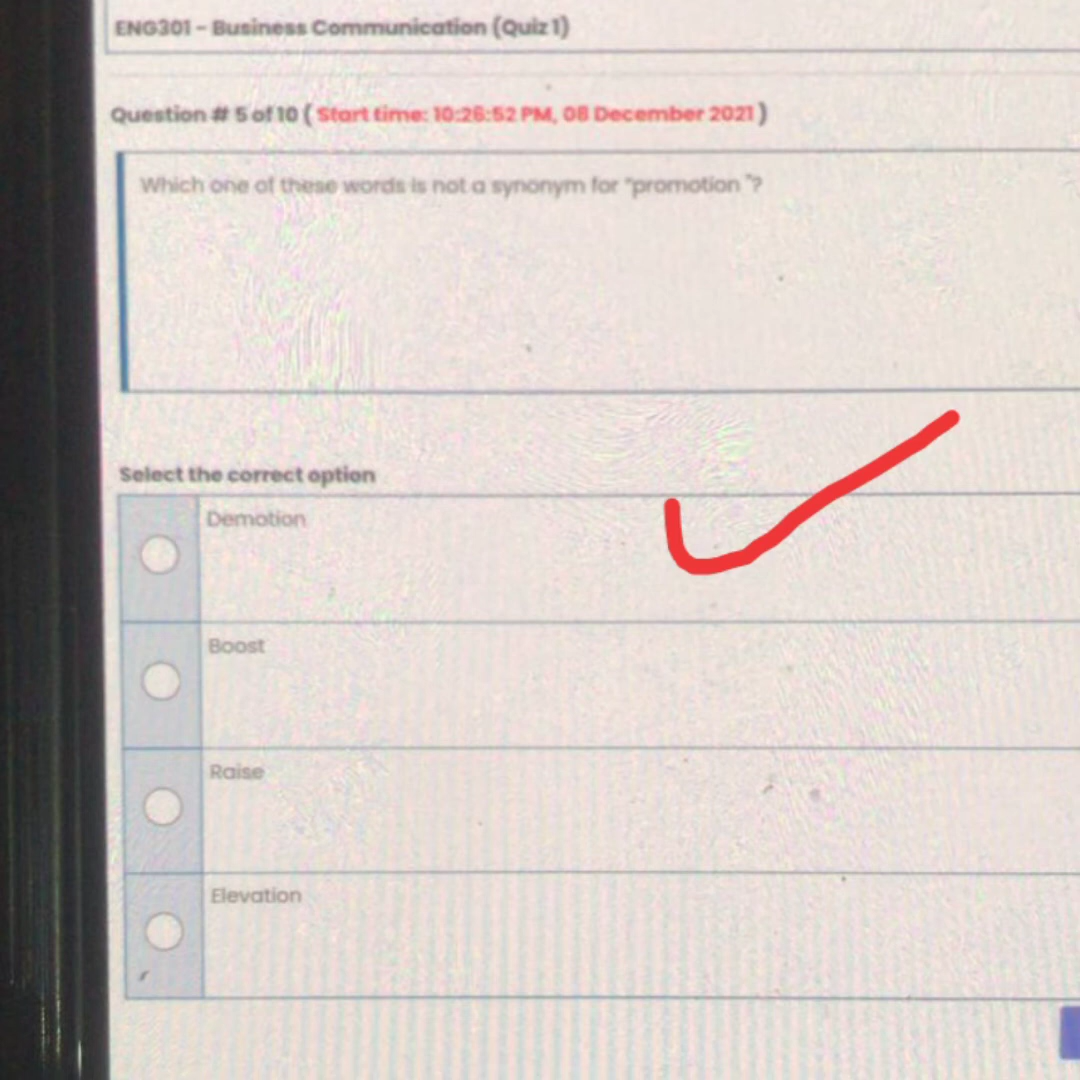 ENG301 - Business Communication (Quiz 1)
Question # 5 of 10 ( Start time: 10:26:52 PM, 08 December 2021 )
Which one of these words is not a synonym for "promotion "?
Select the correct option
Demotion
Boost
Raise
Elevation